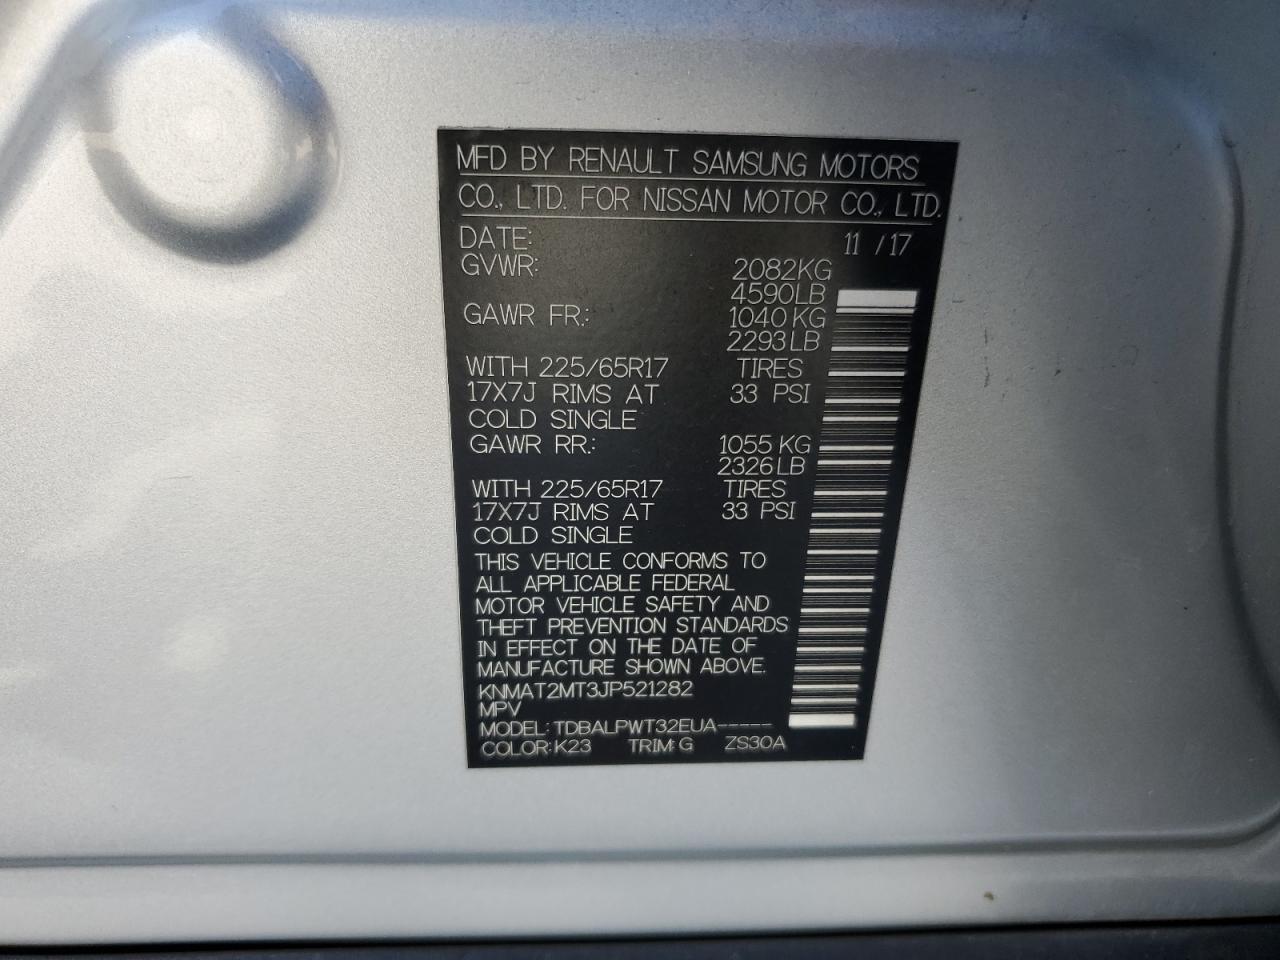 MFD BY RENAULT SAMSUNG MOTORS
CO., LTD. FOR NISSAN MOTOR CO., LTD.
DATE: 11 /17
GVWR: 2082KG
4590LB
GAWR FR.: 1040KG
2293LB
WITH 225/65R17 TIRES
17X7J RIMS AT 33 PSI
COLD SINGLE
GAWR RR.: 1055KG
2326LB
WITH 225/65R17 TIRES
17X7J RIMS AT 33 PSI
COLD SINGLE
THIS VEHICLE CONFORMS TO
ALL APPLICABLE FEDERAL
MOTOR VEHICLE SAFETY AND
THEFT PREVENTION STANDARDS
IN EFFECT ON THE DATE OF
MANUFACTURE SHOWN ABOVE.
KNMAT2MT3JP521282
MPV
MODEL: TDBALPWT32EUA-----
COLOR: K23 TRIM: G ZS30A